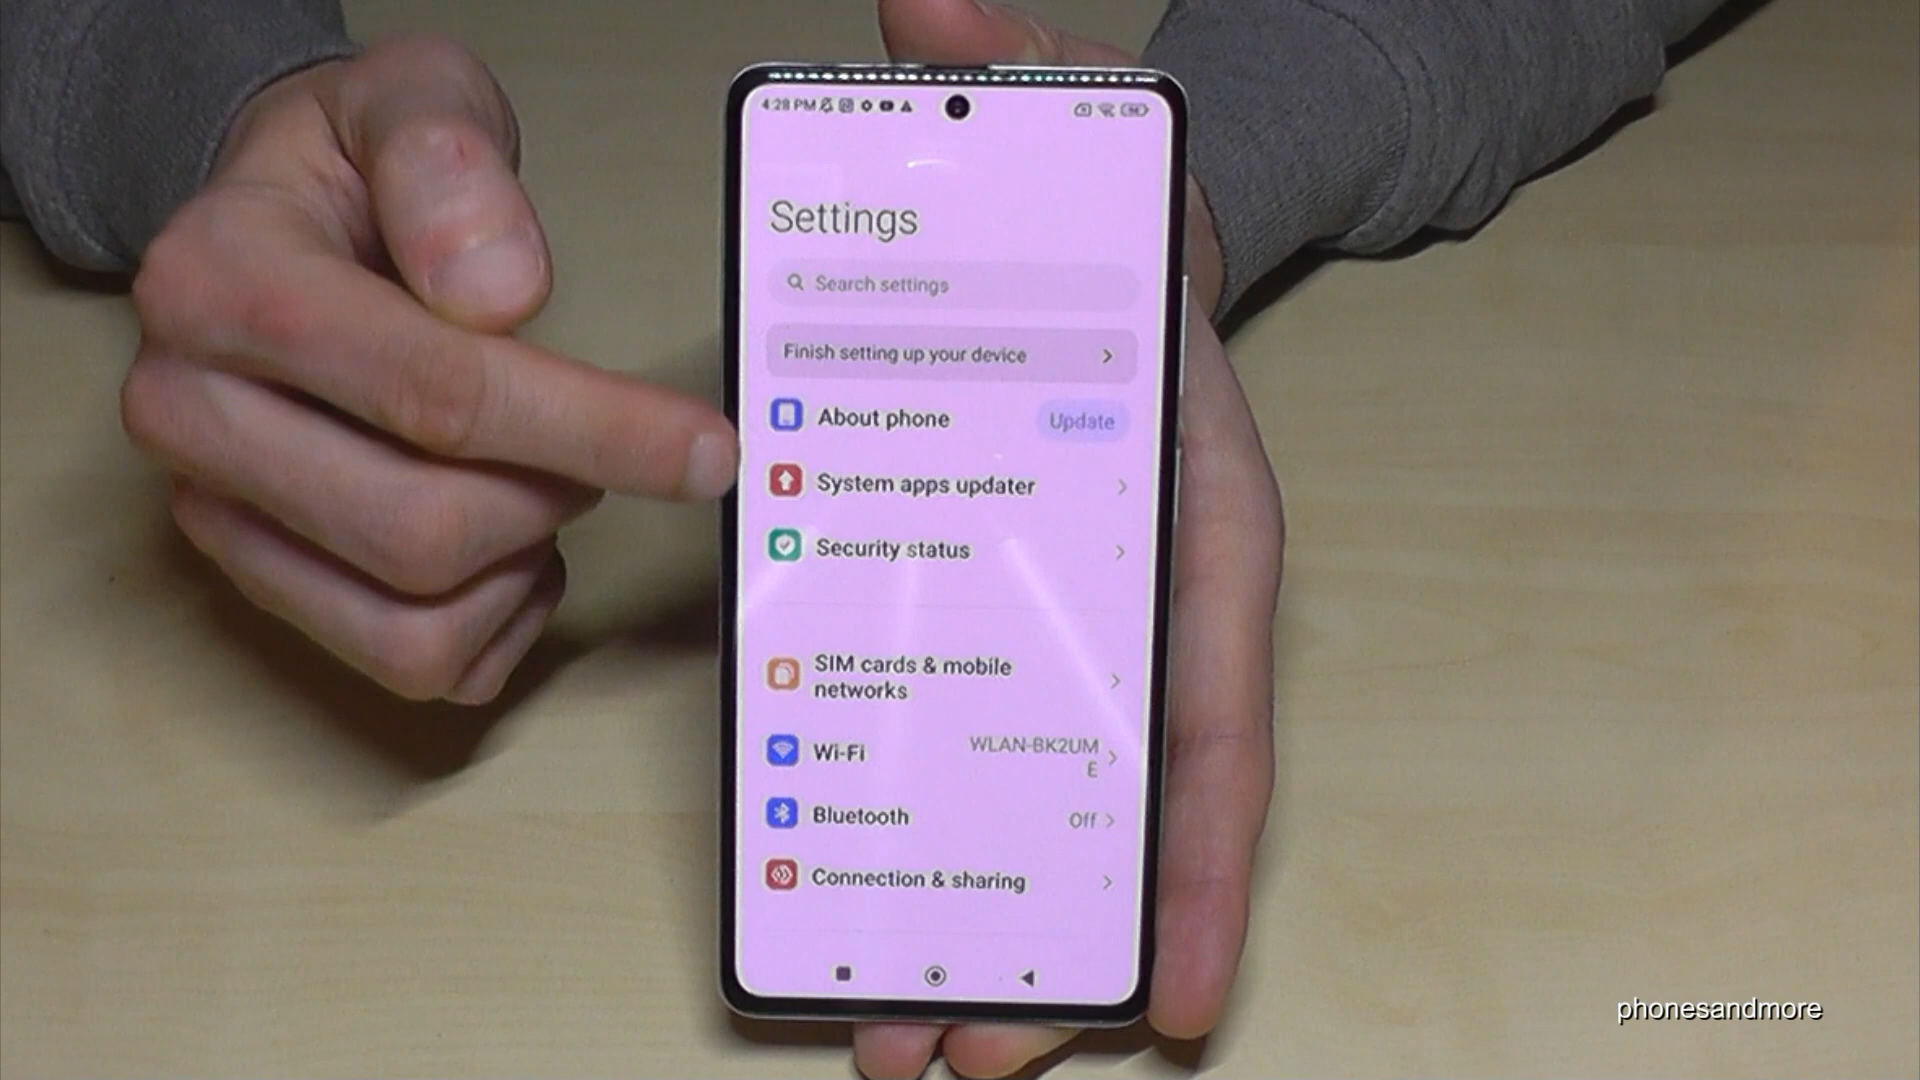 4:28 PM
Settings
Search settings
Finish setting up your device
About phone
Update
System apps updater
Security status
SIM cards & mobile
networks
Wi-Fi
WLAN-BK2UM
E
Bluetooth
Off
Connection & sharing
phonesandmore